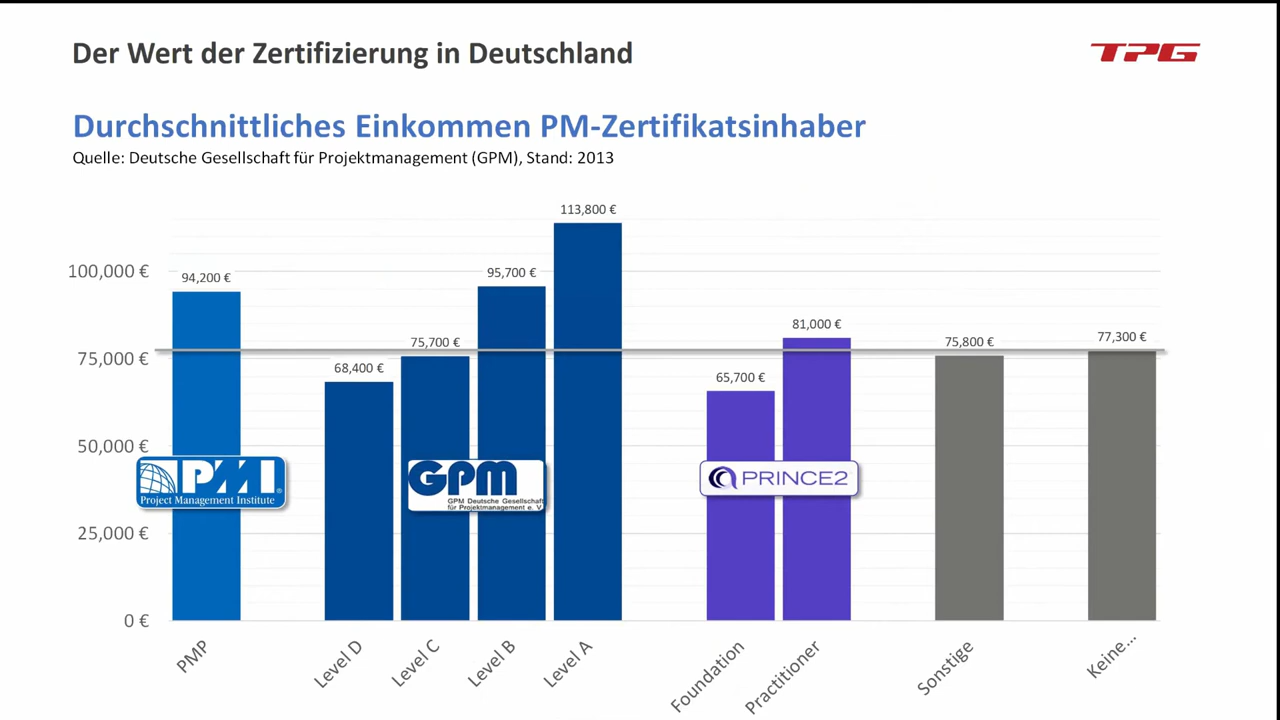 Der Wert der Zertifizierung in Deutschland
TPG
Durchschnittliches Einkommen PM-Zertifikatsinhaber
Quelle: Deutsche Gesellschaft für Projektmanagement (GPM), Stand: 2013
113,800 €
100,000 €
94,200 €
95,700 €
81,000 €
75,700 €
75,800 €
77,300 €
75,000 €
68,400 €
65,700 €
50,000 €
PMI
Project Management Institute
GPM
GPM Deutsche Gesellschaft
für Projektmanagement e. V.
PRINCE2
25,000 €
0 €
PMP
Level D
Level C
Level B
Level A
Foundation
Practitioner
Sonstige
Keine...